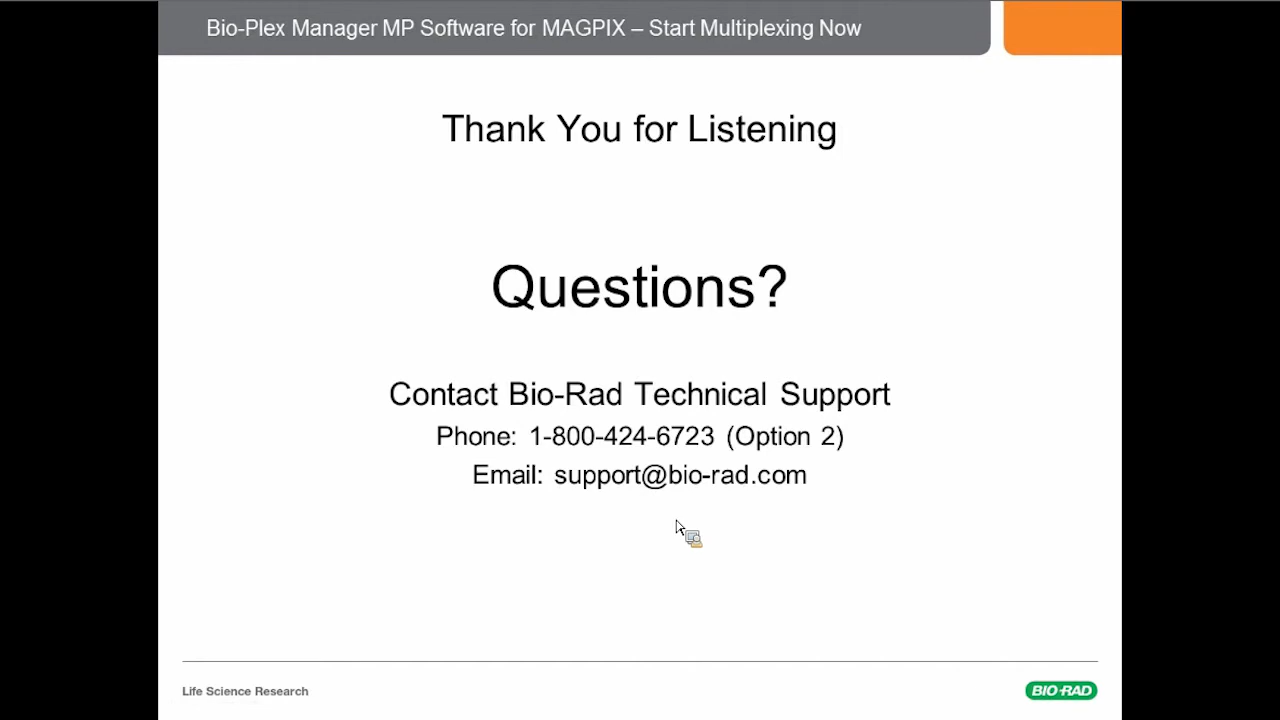 Bio-Plex Manager MP Software for MAGPIX – Start Multiplexing Now
Thank You for Listening
Questions?
Contact Bio-Rad Technical Support
Phone: 1-800-424-6723 (Option 2)
Email: support@bio-rad.com
Life Science Research
BIO-RAD